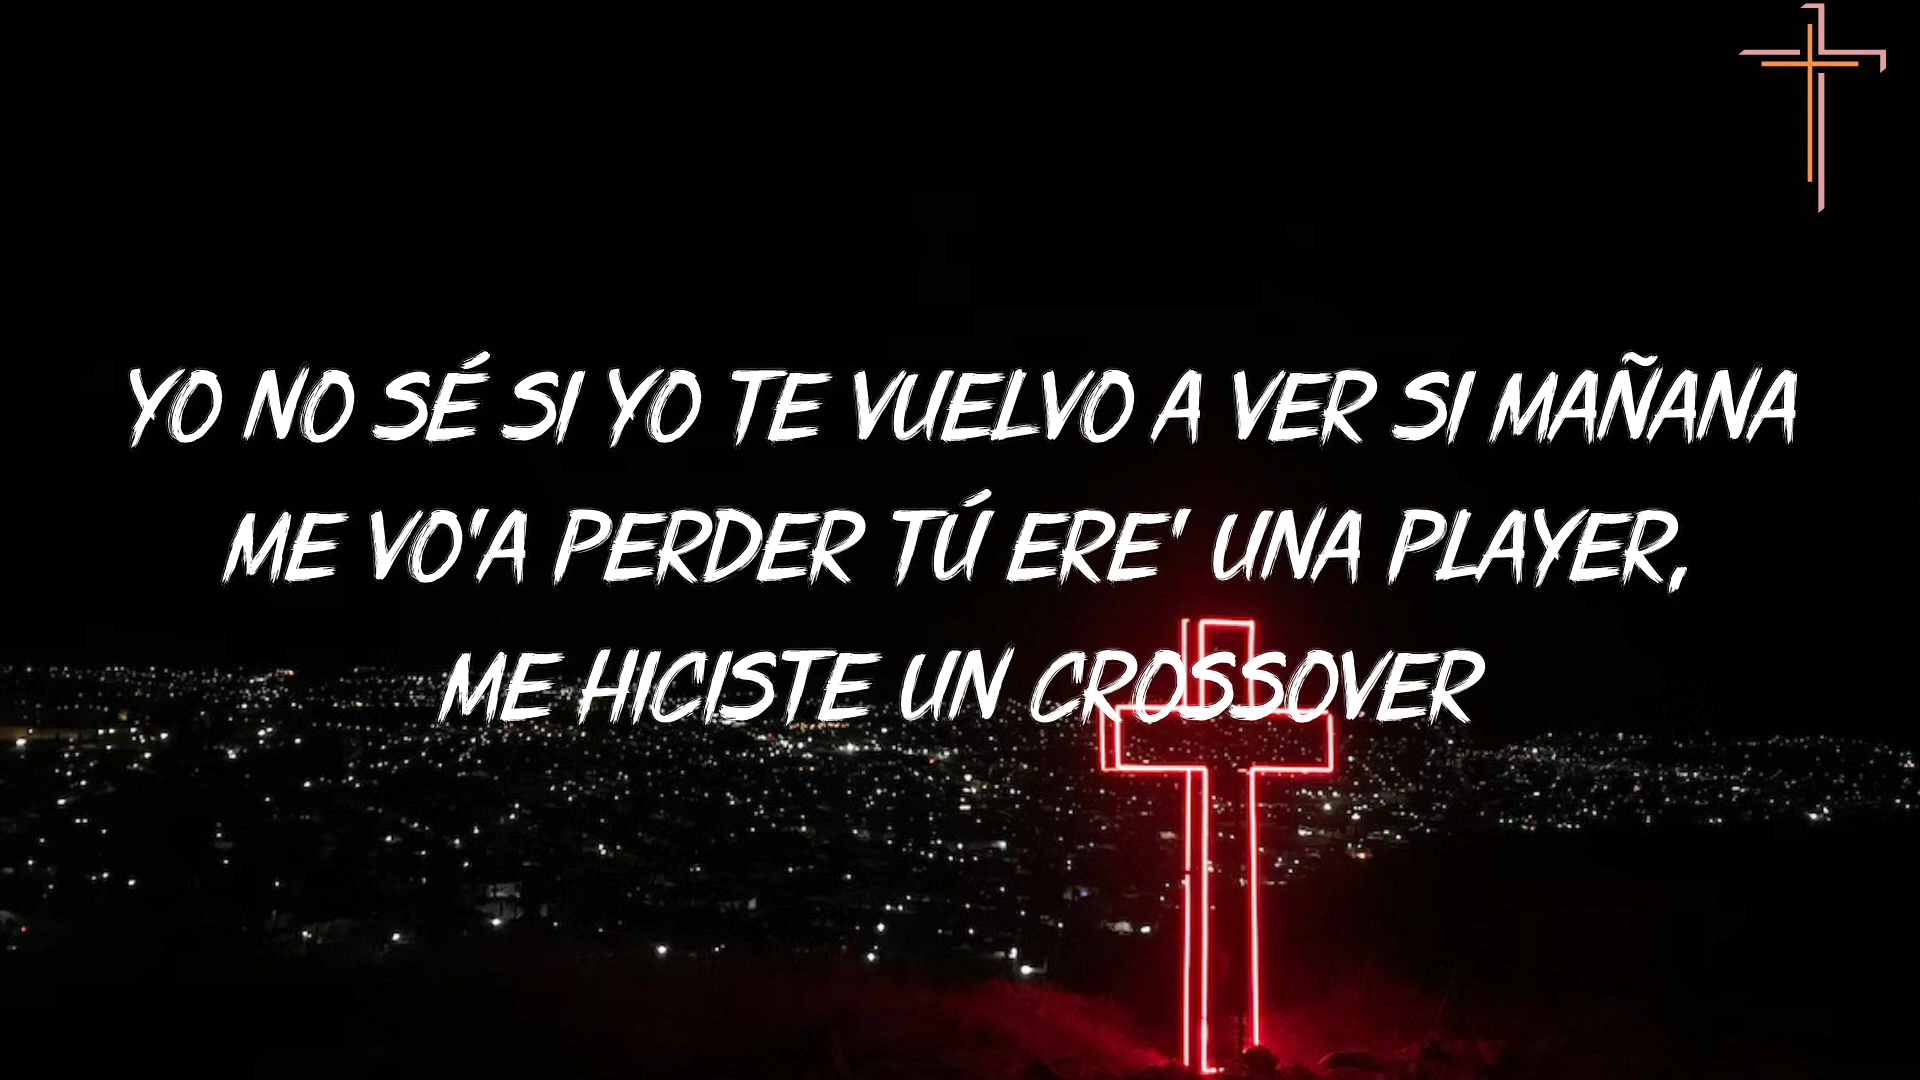 YO NO SÉ SI YO TE VUELVO A VER SI MAÑANA
ME VO'A PERDER TÚ ERE' UNA PLAYER,
ME HICISTE UN CROSSOVER